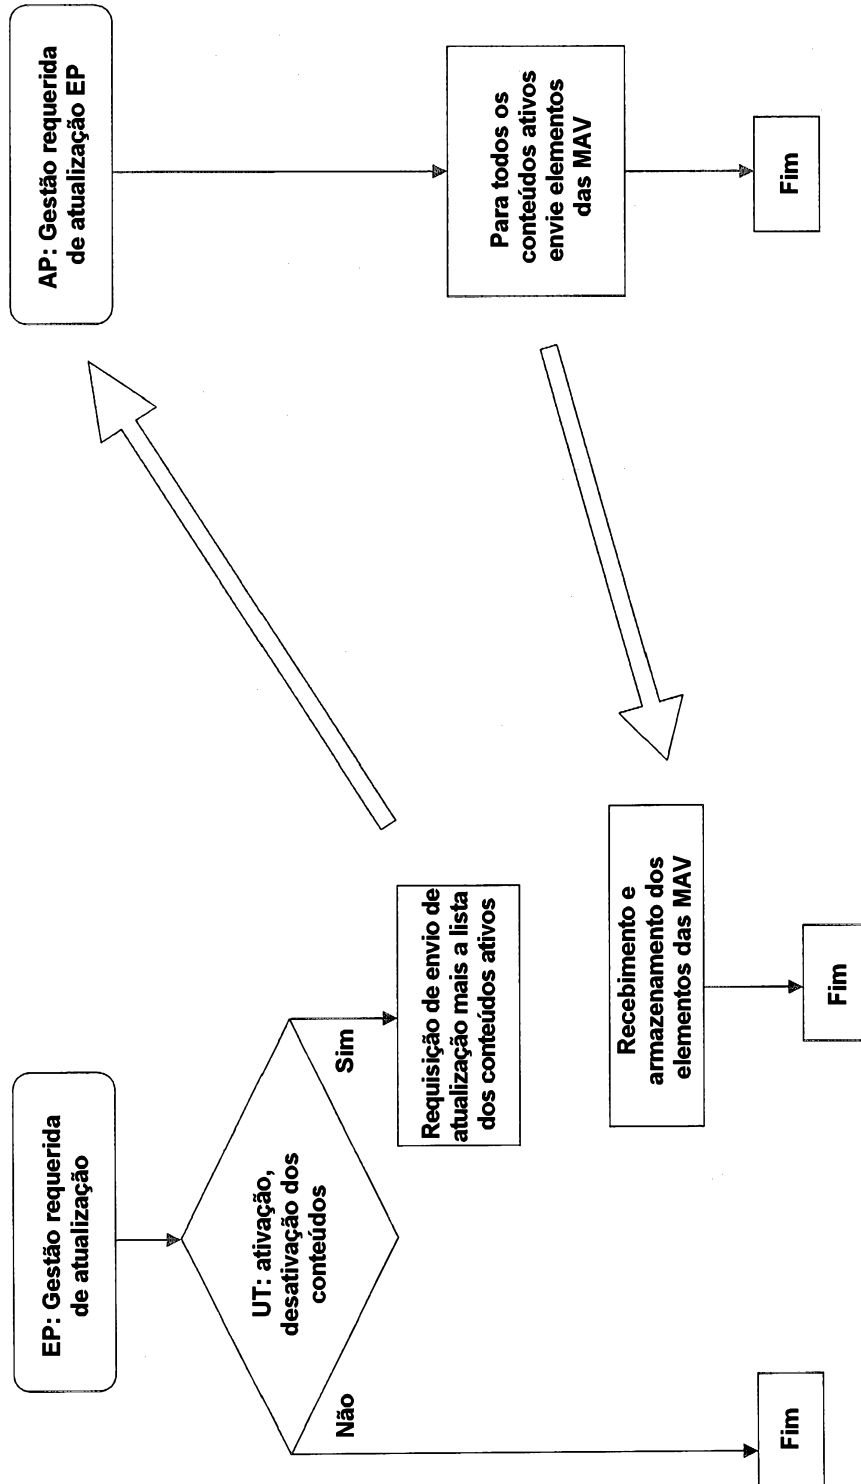 EP: Gestão requerida
de atualização
UT: ativação,
desativação dos
conteúdos
Não
Sim
Fim
Requisição de envio de
atualização mais a lista
dos conteúdos ativos
Recebimento e
armazenamento dos
elementos das MAV
Fim
AP: Gestão requerida
de atualização EP
Para todos os
conteúdos ativos
envie elementos
das MAV
Fim